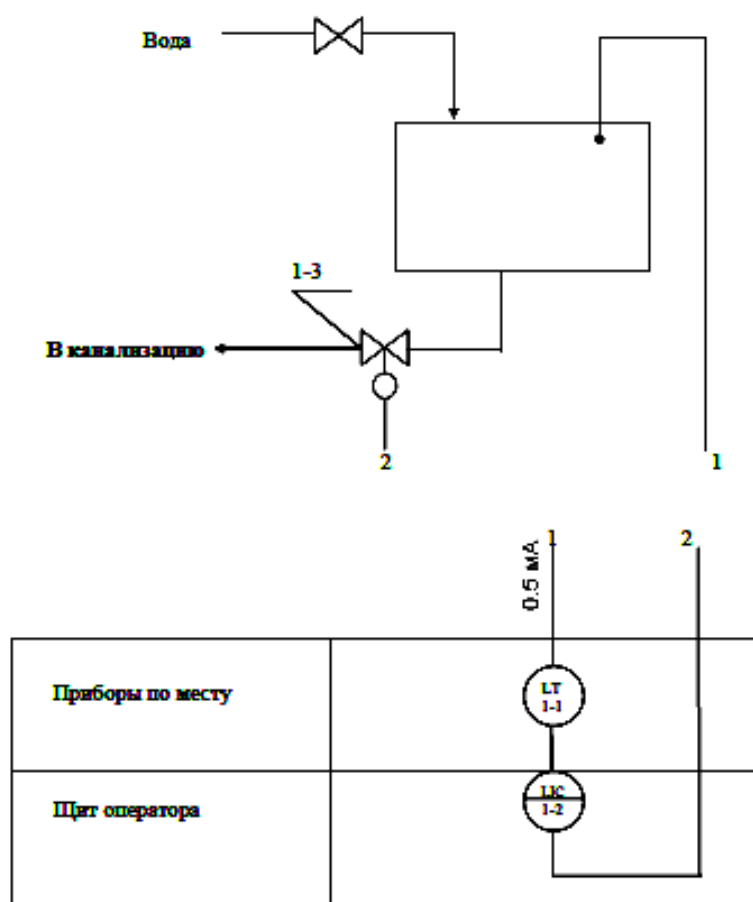 Вода
1-3
В канализацию
2
1
1
2
0.5 мА
Приборы по месту
LT
1-1
Щит оператора
LIC
1-2